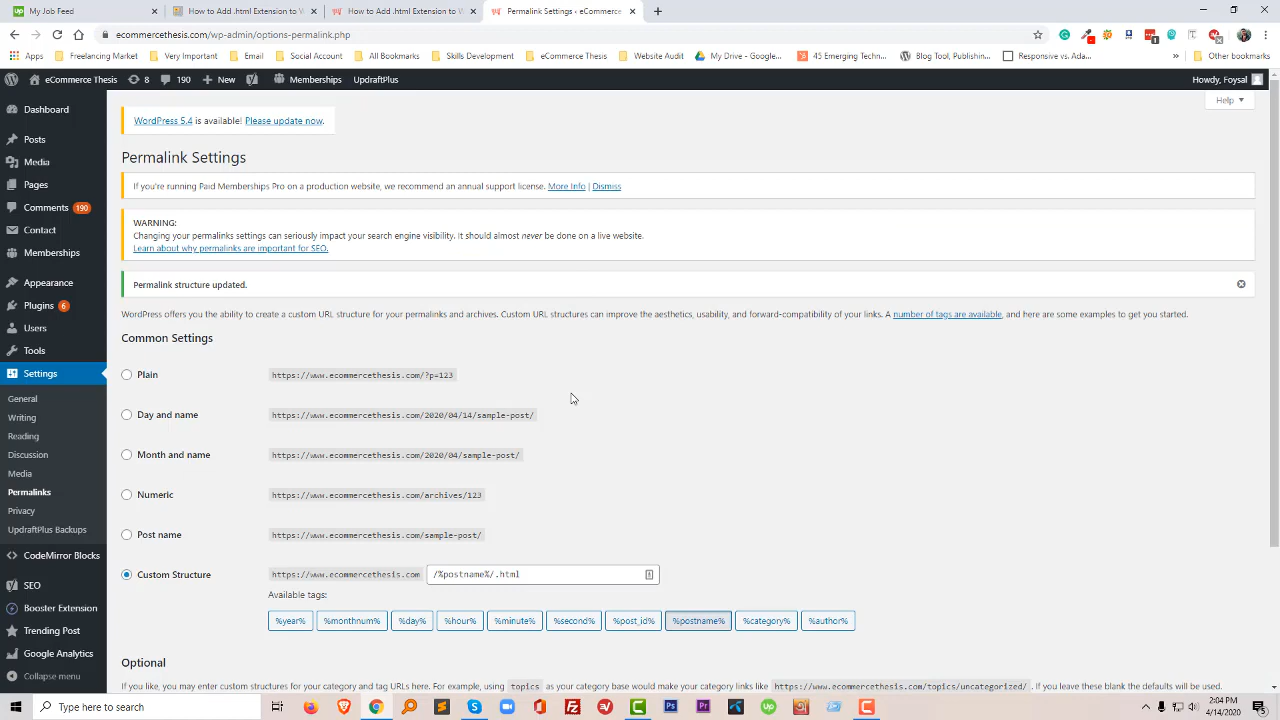 My Job Feed
How to Add .html Extension to V
How to Add .html Extension to V
Permalink Settings ‹ eCommerce
ecommercethesis.com/wp-admin/options-permalink.php
Apps
Freelancing
Very Important
Email
Social Account
All Bookmarks
Skills Development
eCommerce Thesis
Website Audit
My Drive - Google...
45 Emerging Techn...
Blog Tool, Publishin...
Responsive vs. Ada...
»
Other bookmarks
eCommerce Thesis
8
190
New
Memberships
UpdraftPlus
Howdy, Foysal
Dashboard
Posts
Media
Pages
Comments 190
Contact
Memberships
Appearance
Plugins 6
Users
Tools
Settings
General
Writing
Reading
Discussion
Media
Permalinks
Privacy
UpdraftPlus Backups
CodeMirror Blocks
SEO
Booster Extension
Trending Post
Google Analytics
Collapse menu
Help
WordPress 5.4 is available! Please update now.
Permalink Settings
If you're running Paid Memberships Pro on a production website, we recommend an annual support license. More Info | Dismiss
WARNING:
Changing your permalinks settings can seriously impact your search engine visibility. It should almost never be done on a live website.
Learn about why permalinks are important for SEO.
Permalink structure updated.
WordPress offers you the ability to create a custom URL structure for your permalinks and archives. Custom URL structures can improve the aesthetics, usability, and forward-compatibility of your links. A number of tags are available, and here are some examples to get you started.
Common Settings
Plain https://www.ecommercethesis.com/?p=123
Day and name https://www.ecommercethesis.com/2020/04/14/sample-post/
Month and name https://www.ecommercethesis.com/2020/04/sample-post/
Numeric https://www.ecommercethesis.com/archives/123
Post name https://www.ecommercethesis.com/sample-post/
Custom Structure https://www.ecommercethesis.com /%postname%/.html
Available tags:
%year% %monthnum% %day% %hour% %minute% %second% %post_id% %postname% %category% %author%
Optional
If you like, you may enter custom structures for your category and tag URLs here. For example, using topics as your category base would make your category links like https://www.ecommercethesis.com/topics/uncategorized/ . If you leave these blank the defaults will be used.
Type here to search
2:04 PM
4/14/2020